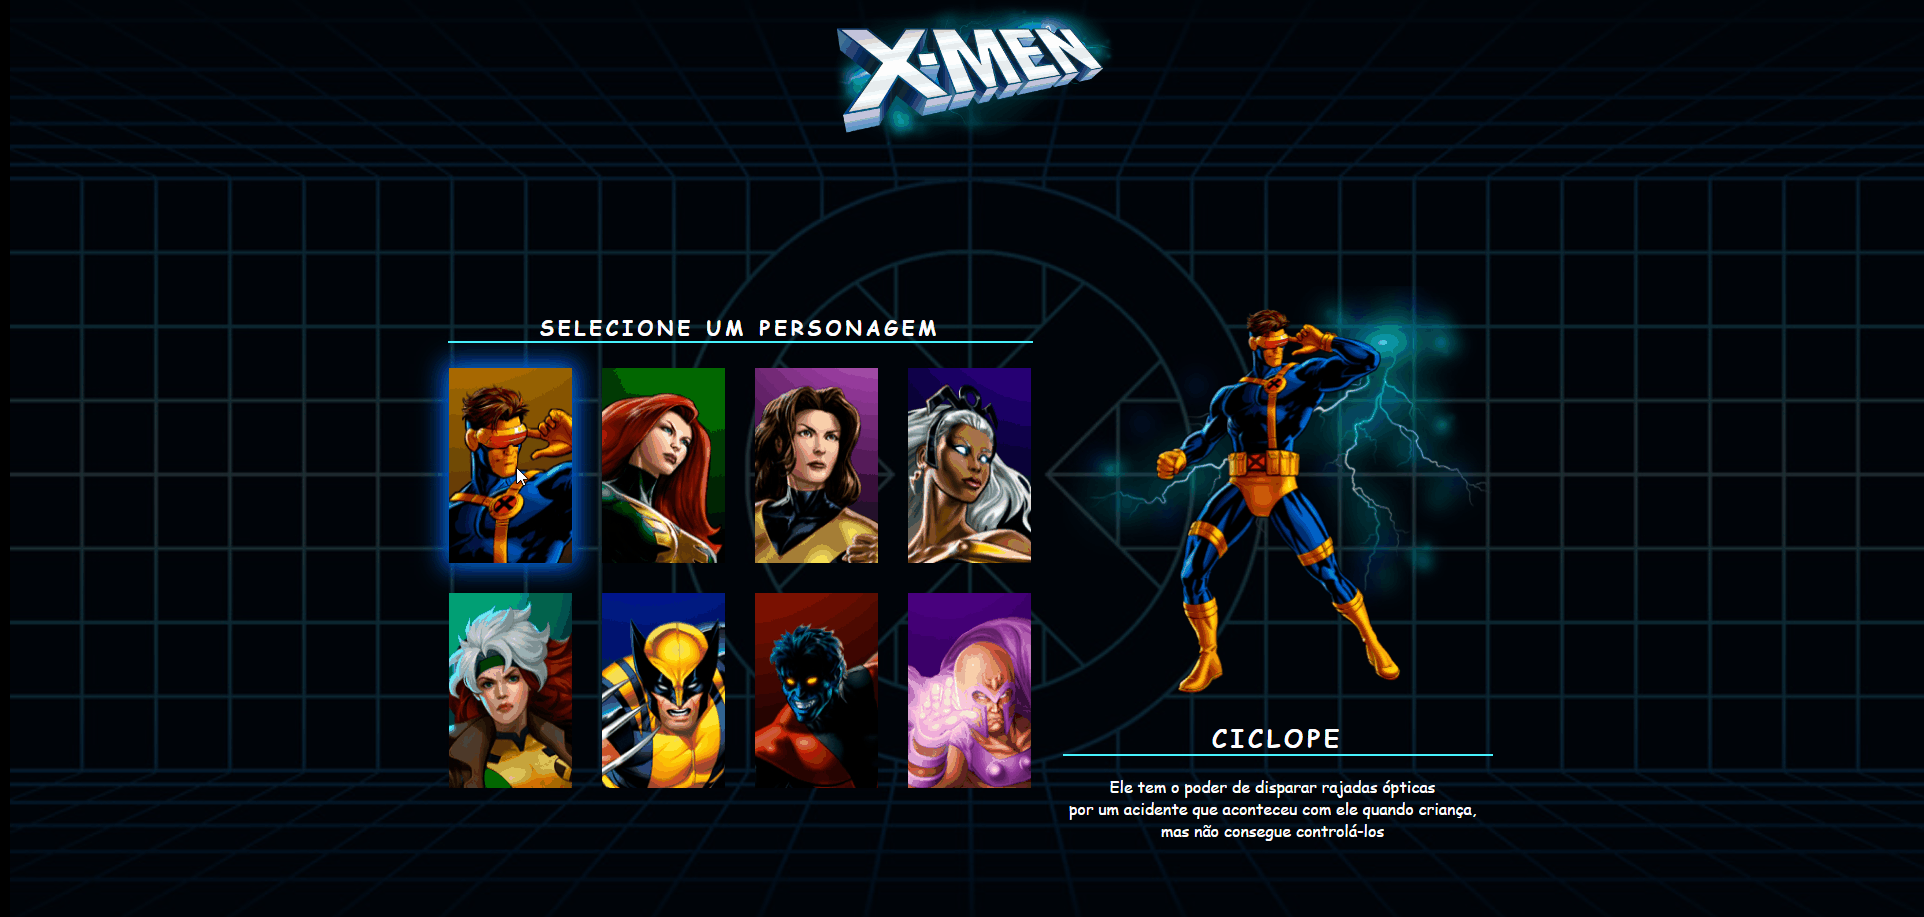 X-MEN
SELECIONE UM PERSONAGEM
CICLOPE
Ele tem o poder de disparar rajadas ópticas
por um acidente que aconteceu com ele quando criança,
mas não consegue controlá-los